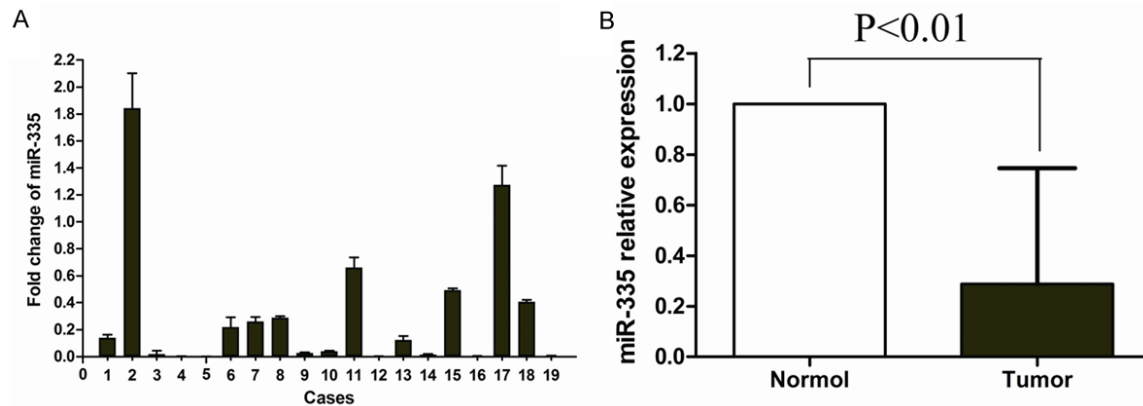 A
Fold change of miR-335
2.2
2.0
1.8
1.6
1.4
1.2
1.0
0.8
0.6
0.4
0.2
0.0
0 1 2 3 4 5 6 7 8 9 10 11 12 13 14 15 16 17 18 19
Cases
B
P<0.01
miR-335 relative expression
1.2
1.0
0.8
0.6
0.4
0.2
0.0
Normol Tumor